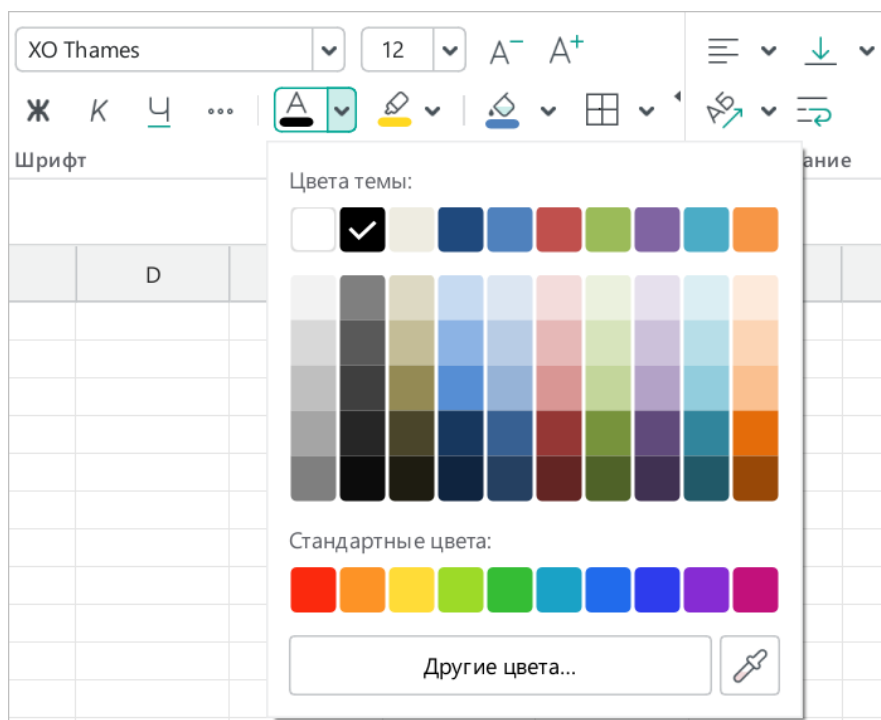 XO Thames
12
A− A+
Ж К Ч A
Шрифт
ание
Цвета темы:
D
Стандартные цвета:
Другие цвета...